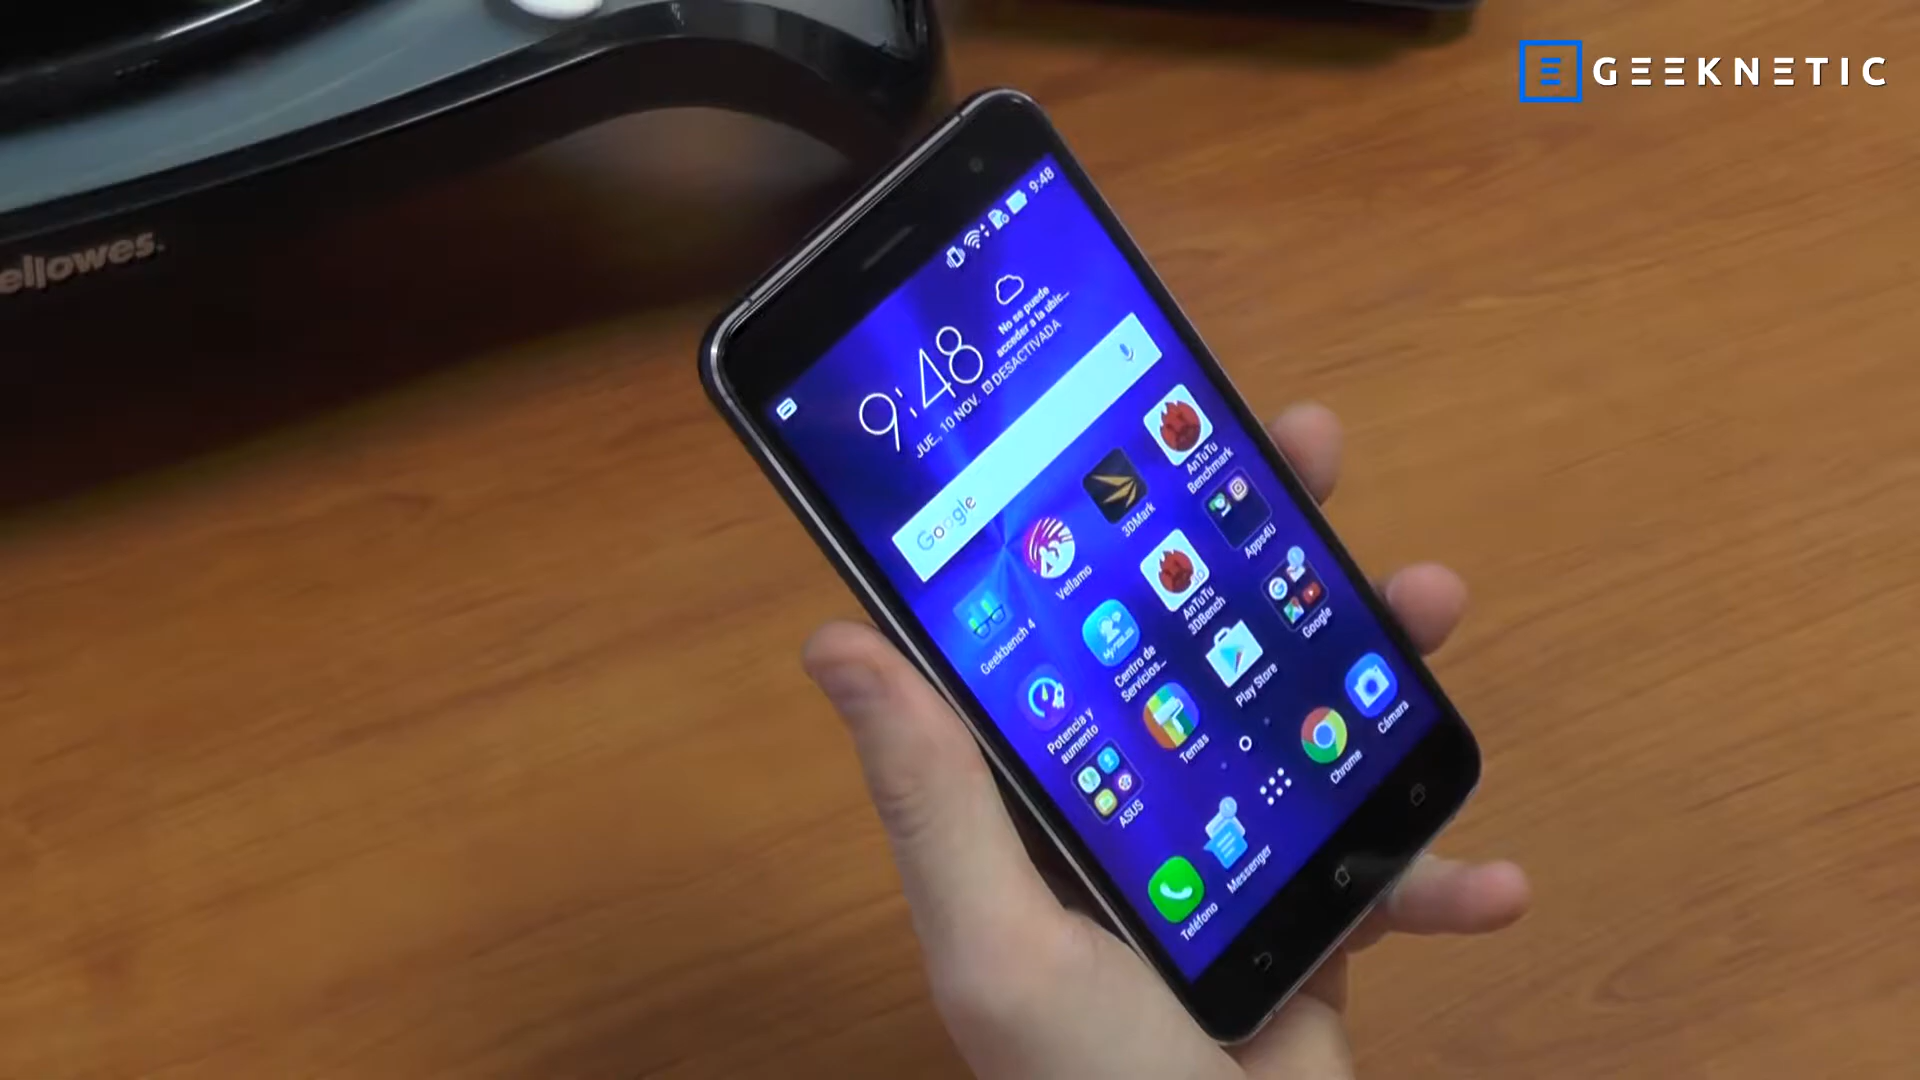 GEEKNETIC
ellowes.
9:48
9:48
No se puede
acceder a la ubic...
JUE., 10 NOV. DESACTIVADA
Google
Geekbench 4
Vellamo
3DMark
AnTuTu
Benchmark
Potencia y
aumento
Centro de
Servicios...
AnTuTu
3DBench
Apps4U
ASUS
Temas
Play Store
Google
Teléfono
Messenger
Chrome
Cámara